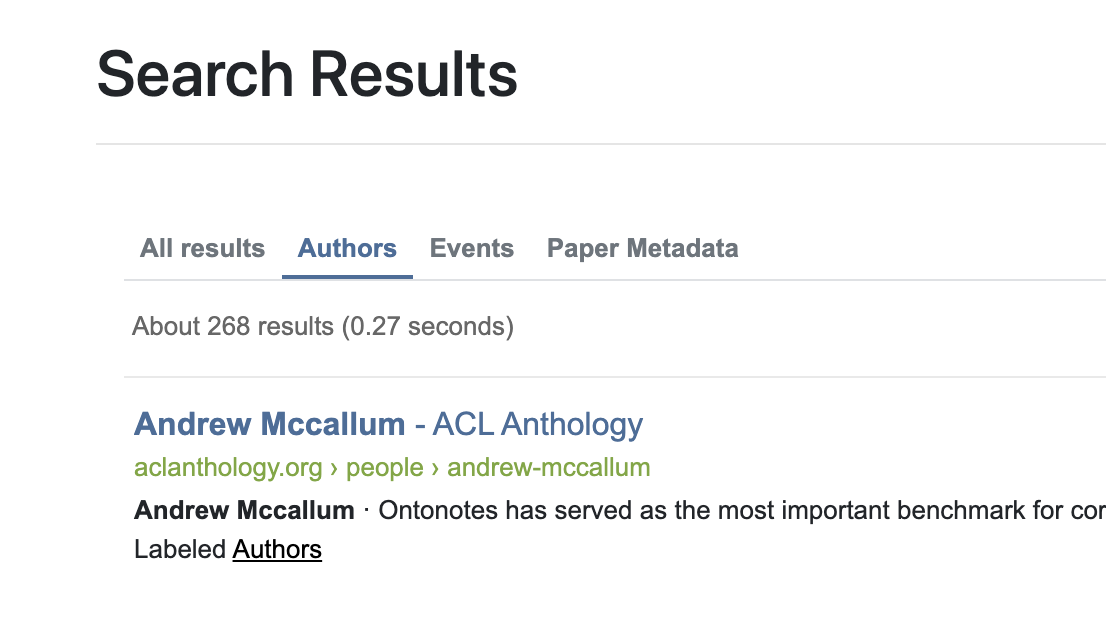 Search Results
All results Authors Events Paper Metadata
About 268 results (0.27 seconds)
Andrew Mccallum - ACL Anthology
aclanthology.org › people › andrew-mccallum
Andrew Mccallum · Ontonotes has served as the most important benchmark for cor
Labeled Authors